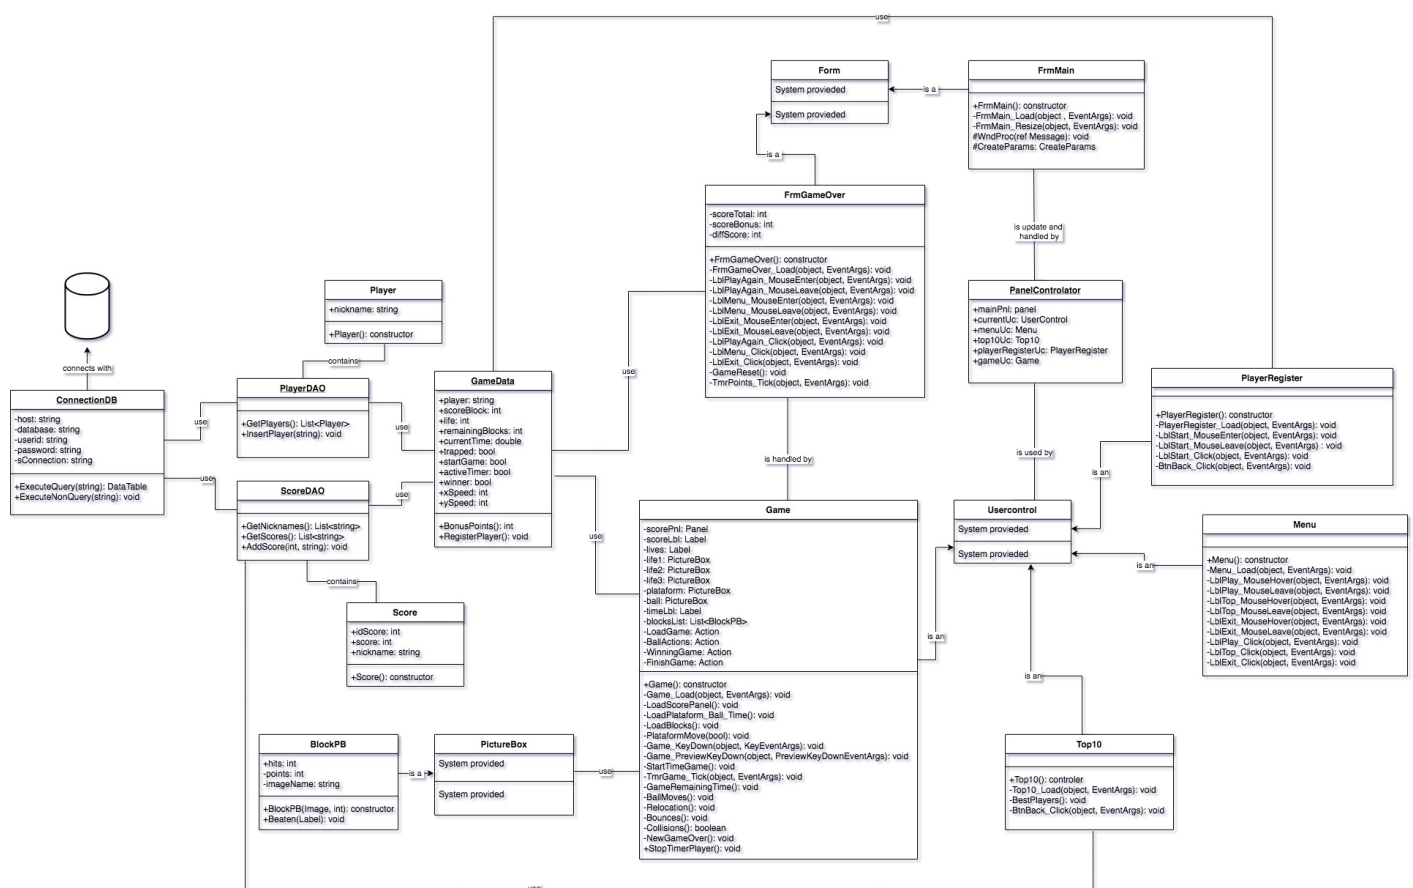 use
Form
System provieded
System provieded
is a
FrmMain
+FrmMain(): constructor
-FrmMain_Load(object , EventArgs): void
-FrmMain_Resize(object, EventArgs): void
#WndProc(ref Message): void
#CreateParams: CreateParams
is a
FrmGameOver
-scoreTotal: int
-scoreBonus: int
-diffScore: int
+FrmGameOver(): constructor
-FrmGameOver_Load(object, EventArgs): void
-LblPlayAgain_MouseEnter(object, EventArgs): void
-LblPlayAgain_MouseLeave(object, EventArgs): void
-LblMenu_MouseEnter(object, EventArgs): void
-LblMenu_MouseLeave(object, EventArgs): void
-LblExit_MouseEnter(object, EventArgs): void
-LblExit_MouseLeave(object, EventArgs): void
-LblPlayAgain_Click(object, EventArgs): void
-LblMenu_Click(object, EventArgs): void
-LblExit_Click(object, EventArgs): void
-GameReset(): void
-TmrPoints_Tick(object, EventArgs): void
is update and
handled by
PanelControlator
+mainPnl: panel
+currentUc: UserControl
+menuUc: Menu
+top10Uc: Top10
+playerRegisterUc: PlayerRegister
+gameUc: Game
Player
+nickname: string
+Player(): constructor
contains
connects with
ConnectionDB
-host: string
-database: string
-userid: string
-password: string
-sConnection: string
+ExecuteQuery(string): DataTable
+ExecuteNonQuery(string): void
use
use
PlayerDAO
+GetPlayers(): List<Player>
+InsertPlayer(string): void
use
use
ScoreDAO
+GetNicknames(): List<string>
+GetScores(): List<string>
+AddScore(int, string): void
contains
GameData
+player: string
+scoreBlock: int
+life: int
+remainingBlocks: int
+currentTime: double
+trapped: bool
+startGame: bool
+activeTimer: bool
+winner: bool
+xSpeed: int
+ySpeed: int
+BonusPoints(): int
+RegisterPlayer(): void
use
use
is handled by
is used by
PlayerRegister
+PlayerRegister(): constructor
-PlayerRegister_Load(object, EventArgs): void
-LblStart_MouseEnter(object, EventArgs): void
-LblStart_MouseLeave(object, EventArgs) : void
-LblStart_Click(object, EventArgs): void
-BtnBack_Click(object, EventArgs): void
is an
Score
+idScore: int
+score: int
+nickname: string
+Score(): constructor
Game
-scorePnl: Panel
-scoreLbl: Label
-lives: Label
-life1: PictureBox
-life2: PictureBox
-life3: PictureBox
-plataform: PictureBox
-ball: PictureBox
-timeLbl: Label
-blocksList: List<BlockPB>
-LoadGame: Action
-BallActions: Action
-WinningGame: Action
-FinishGame: Action
+Game(): constructor
-Game_Load(object, EventArgs): void
-LoadScorePanel(): void
-LoadPlataform_Ball_Time(): void
-LoadBlocks(): void
-PlataformMove(bool): void
-Game_KeyDown(object, KeyEventArgs): void
-Game_PreviewKeyDown(object, PreviewKeyDownEventArgs): void
-StartTimeGame(): void
-TmrGame_Tick(object, EventArgs): void
-GameRemainingTime(): void
-BallMoves(): void
-Relocation(): void
-Bounces(): void
-Collisions(): boolean
-NewGameOver(): void
+StopTimerPlayer(): void
Usercontrol
System provieded
System provieded
is an
is an
is an
Menu
+Menu(): constructor
-Menu_Load(object, EventArgs): void
-LblPlay_MouseHover(object, EventArgs): void
-LblPlay_MouseLeave(object, EventArgs): void
-LblTop_MouseHover(object, EventArgs): void
-LblTop_MouseLeave(object, EventArgs): void
-LblExit_MouseHover(object, EventArgs): void
-LblExit_MouseLeave(object, EventArgs): void
-LblPlay_Click(object, EventArgs): void
-LblTop_Click(object, EventArgs): void
-LblExit_Click(object, EventArgs): void
BlockPB
+hits: int
-points: int
-imageName: string
+BlockPB(Image, int): constructor
+Beaten(Label): void
is a
PictureBox
System provided
System provided
use
Top10
+Top10(): controler
-Top10_Load(object, EventArgs): void
-BestPlayers(): void
-BtnBack_Click(object, EventArgs): void